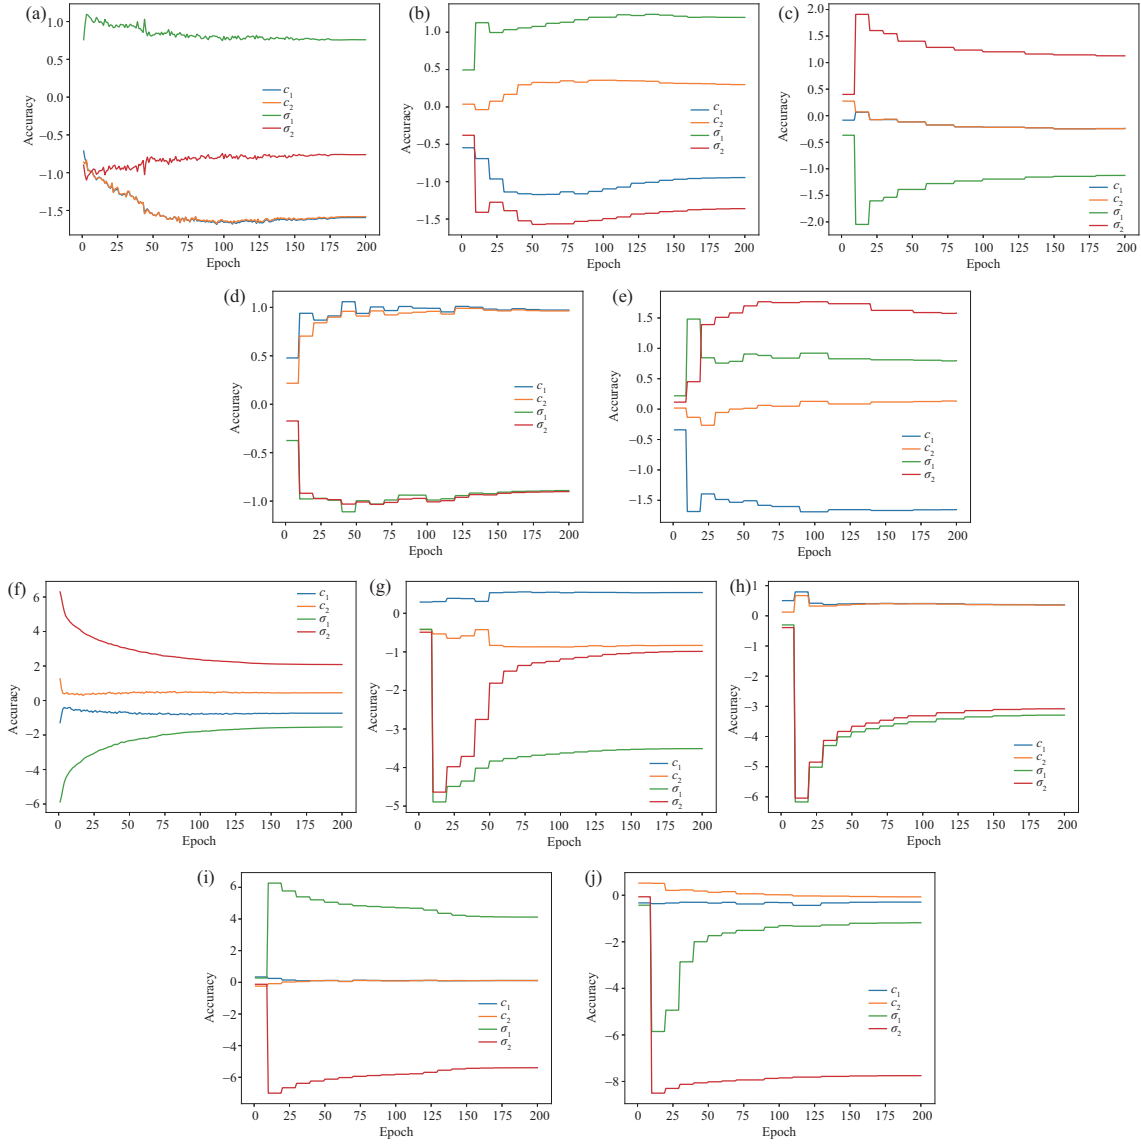 (a)
Accuracy
1.0
0.5
0.0
−0.5
−1.0
−1.5
c₁
c₂
σ₁
σ₂
0 25 50 75 100 125 150 175 200
Epoch
(b)
Accuracy
1.0
0.5
0.0
−0.5
−1.0
−1.5
c₁
c₂
σ₁
σ₂
0 25 50 75 100 125 150 175 200
Epoch
(c)
Accuracy
2.0
1.5
1.0
0.5
0.0
−0.5
−1.0
−1.5
−2.0
c₁
c₂
σ₁
σ₂
0 25 50 75 100 125 150 175 200
Epoch
(d)
Accuracy
1.0
0.5
0.0
−0.5
−1.0
c₁
c₂
σ₁
σ₂
0 25 50 75 100 125 150 175 200
Epoch
(e)
Accuracy
1.5
1.0
0.5
0.0
−0.5
−1.0
−1.5
c₁
c₂
σ₁
σ₂
0 25 50 75 100 125 150 175 200
Epoch
(f)
Accuracy
6
4
2
0
−2
−4
−6
c₁
c₂
σ₁
σ₂
0 25 50 75 100 125 150 175 200
Epoch
(g)
Accuracy
0
−1
−2
−3
−4
−5
c₁
c₂
σ₁
σ₂
0 25 50 75 100 125 150 175 200
Epoch
(h)
Accuracy
1
0
−1
−2
−3
−4
−5
−6
c₁
c₂
σ₁
σ₂
0 25 50 75 100 125 150 175 200
Epoch
(i)
Accuracy
6
4
2
0
−2
−4
−6
c₁
c₂
σ₁
σ₂
0 25 50 75 100 125 150 175 200
Epoch
(j)
Accuracy
0
−2
−4
−6
−8
c₁
c₂
σ₁
σ₂
0 25 50 75 100 125 150 175 200
Epoch